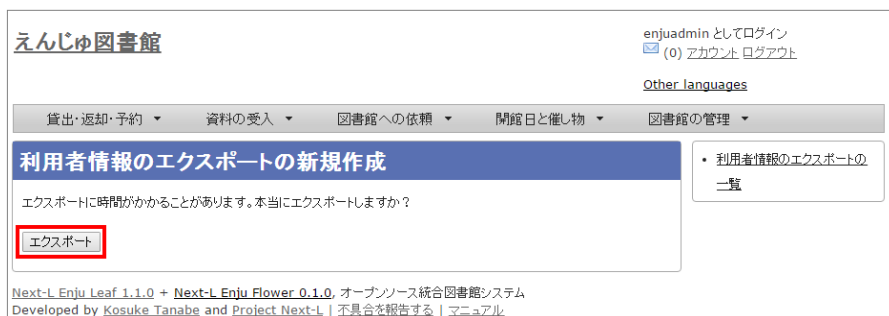 えんじゅ図書館
enjuadmin としてログイン
(0) アカウント ログアウト
Other languages
貸出・返却・予約 ▼ 資料の受入 ▼ 図書館への依頼 ▼ 開館日と催し物 ▼ 図書館の管理 ▼
利用者情報のエクスポートの新規作成
エクスポートに時間がかかることがあります。本当にエクスポートしますか？
エクスポート
• 利用者情報のエクスポートの
一覧
Next-L Enju Leaf 1.1.0 + Next-L Enju Flower 0.1.0, オープンソース統合図書館システム
Developed by Kosuke Tanabe and Project Next-L | 不具合を報告する | マニュアル